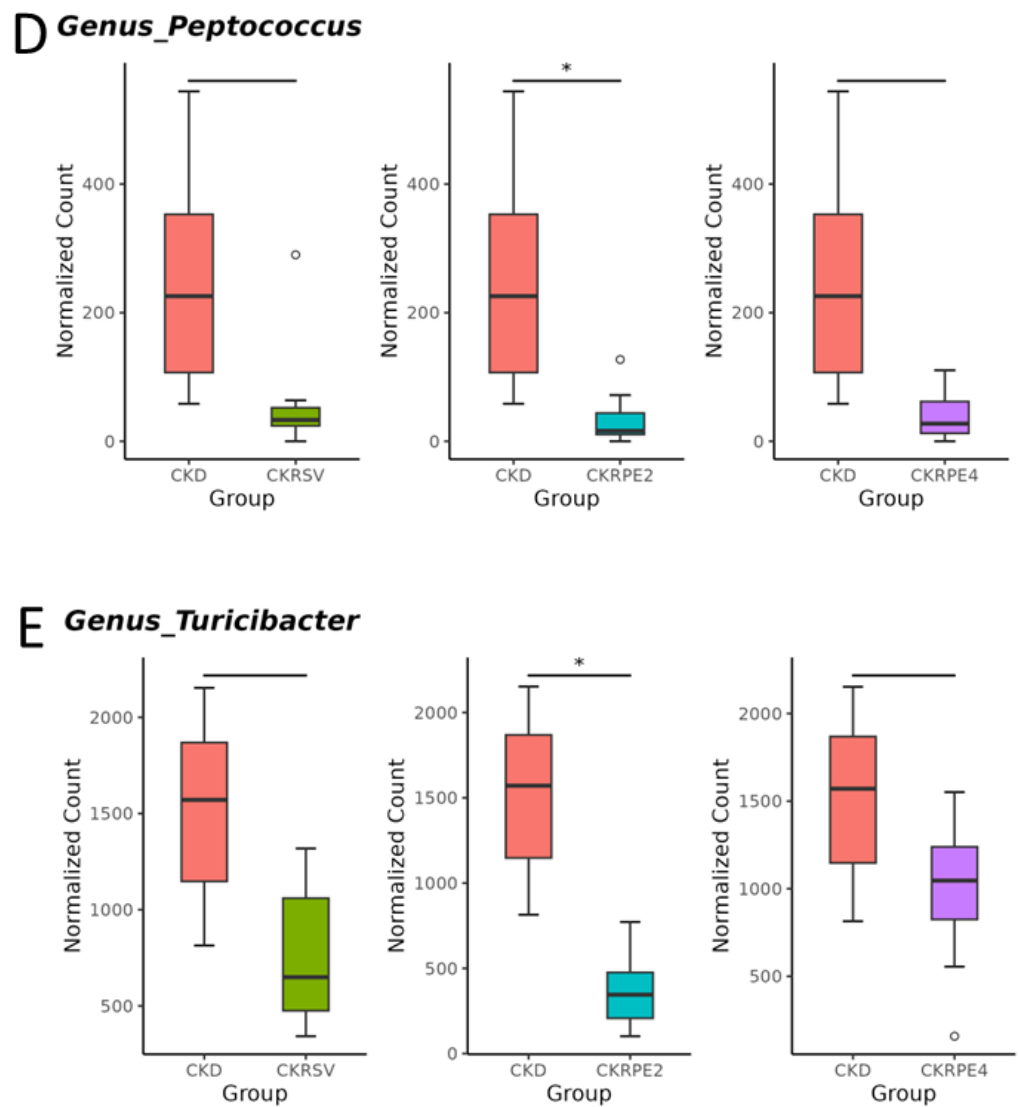 D Genus_Peptococcus
*
Normalized Count
400
200
0
CKD CKRSV
Group
Normalized Count
400
200
0
CKD CKRPE2
Group
Normalized Count
400
200
0
CKD CKRPE4
Group
E Genus_Turicibacter
*
Normalized Count
2000
1500
1000
500
CKD CKRSV
Group
Normalized Count
2000
1500
1000
500
0
CKD CKRPE2
Group
Normalized Count
2000
1500
1000
500
CKD CKRPE4
Group